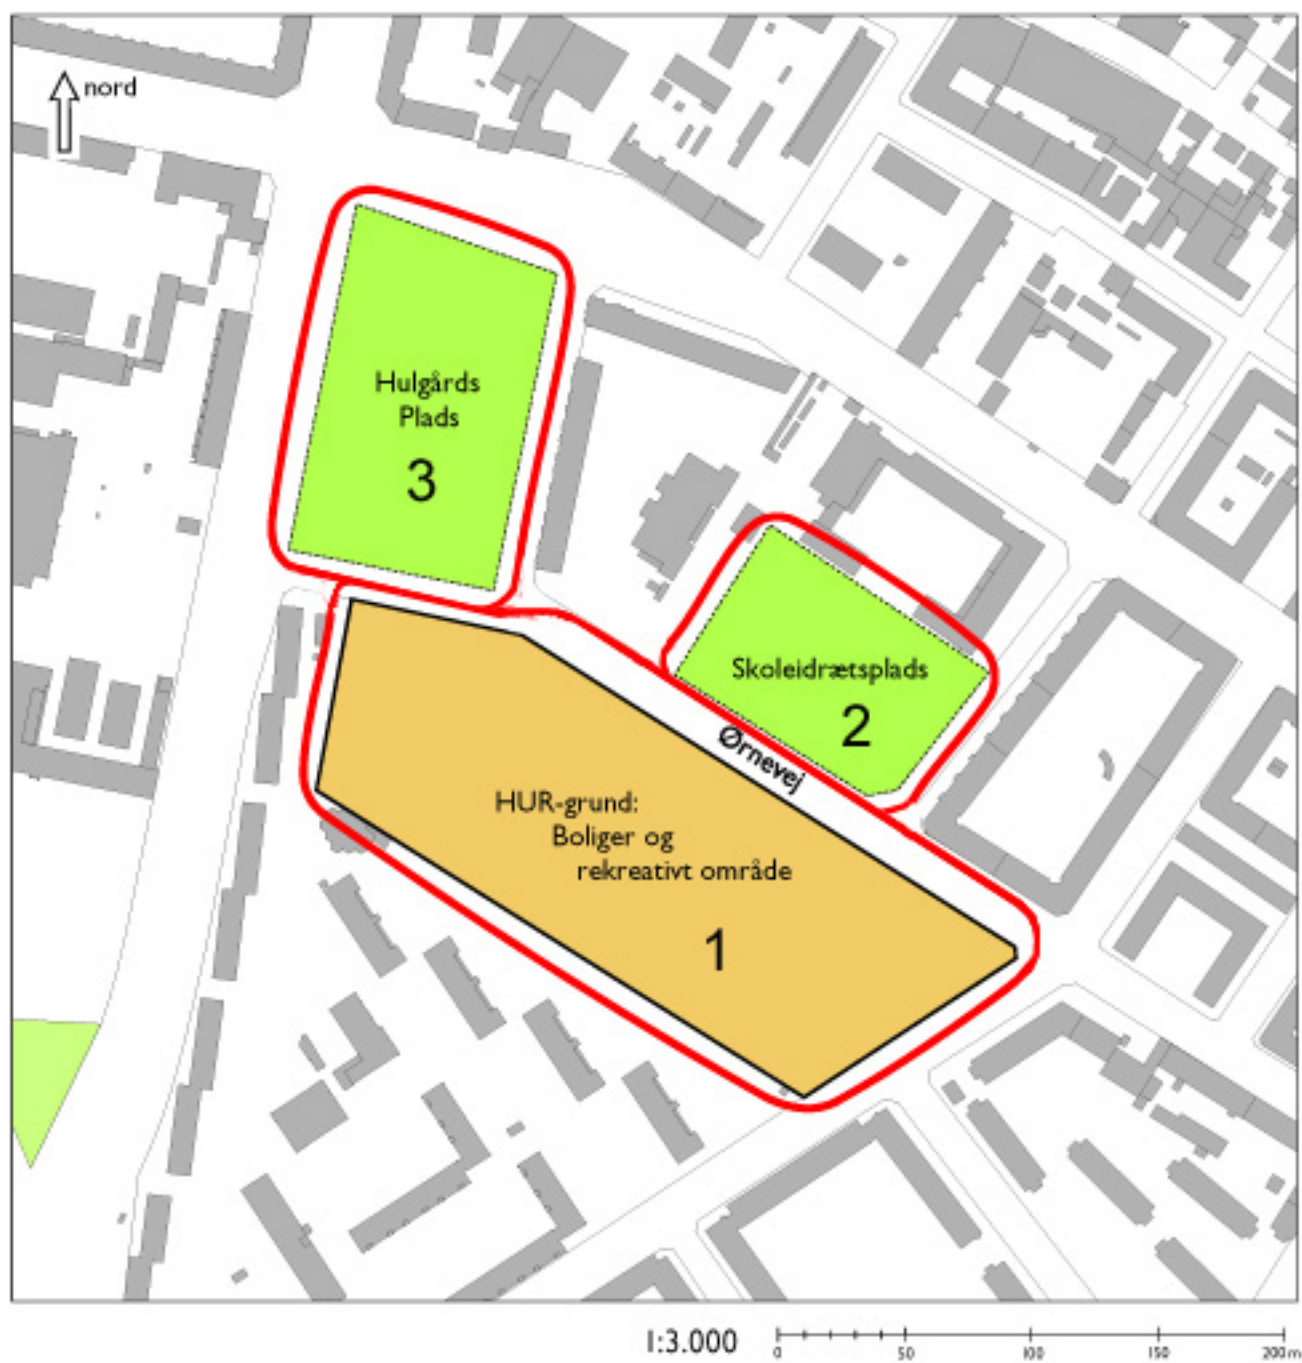 nord
Hulgårds
Plads
3
Skoleidrætsplads
2
Ørnevej
HUR-grund:
Boliger og
rekreativt område
1
1:3.000
0 50 100 150 200m